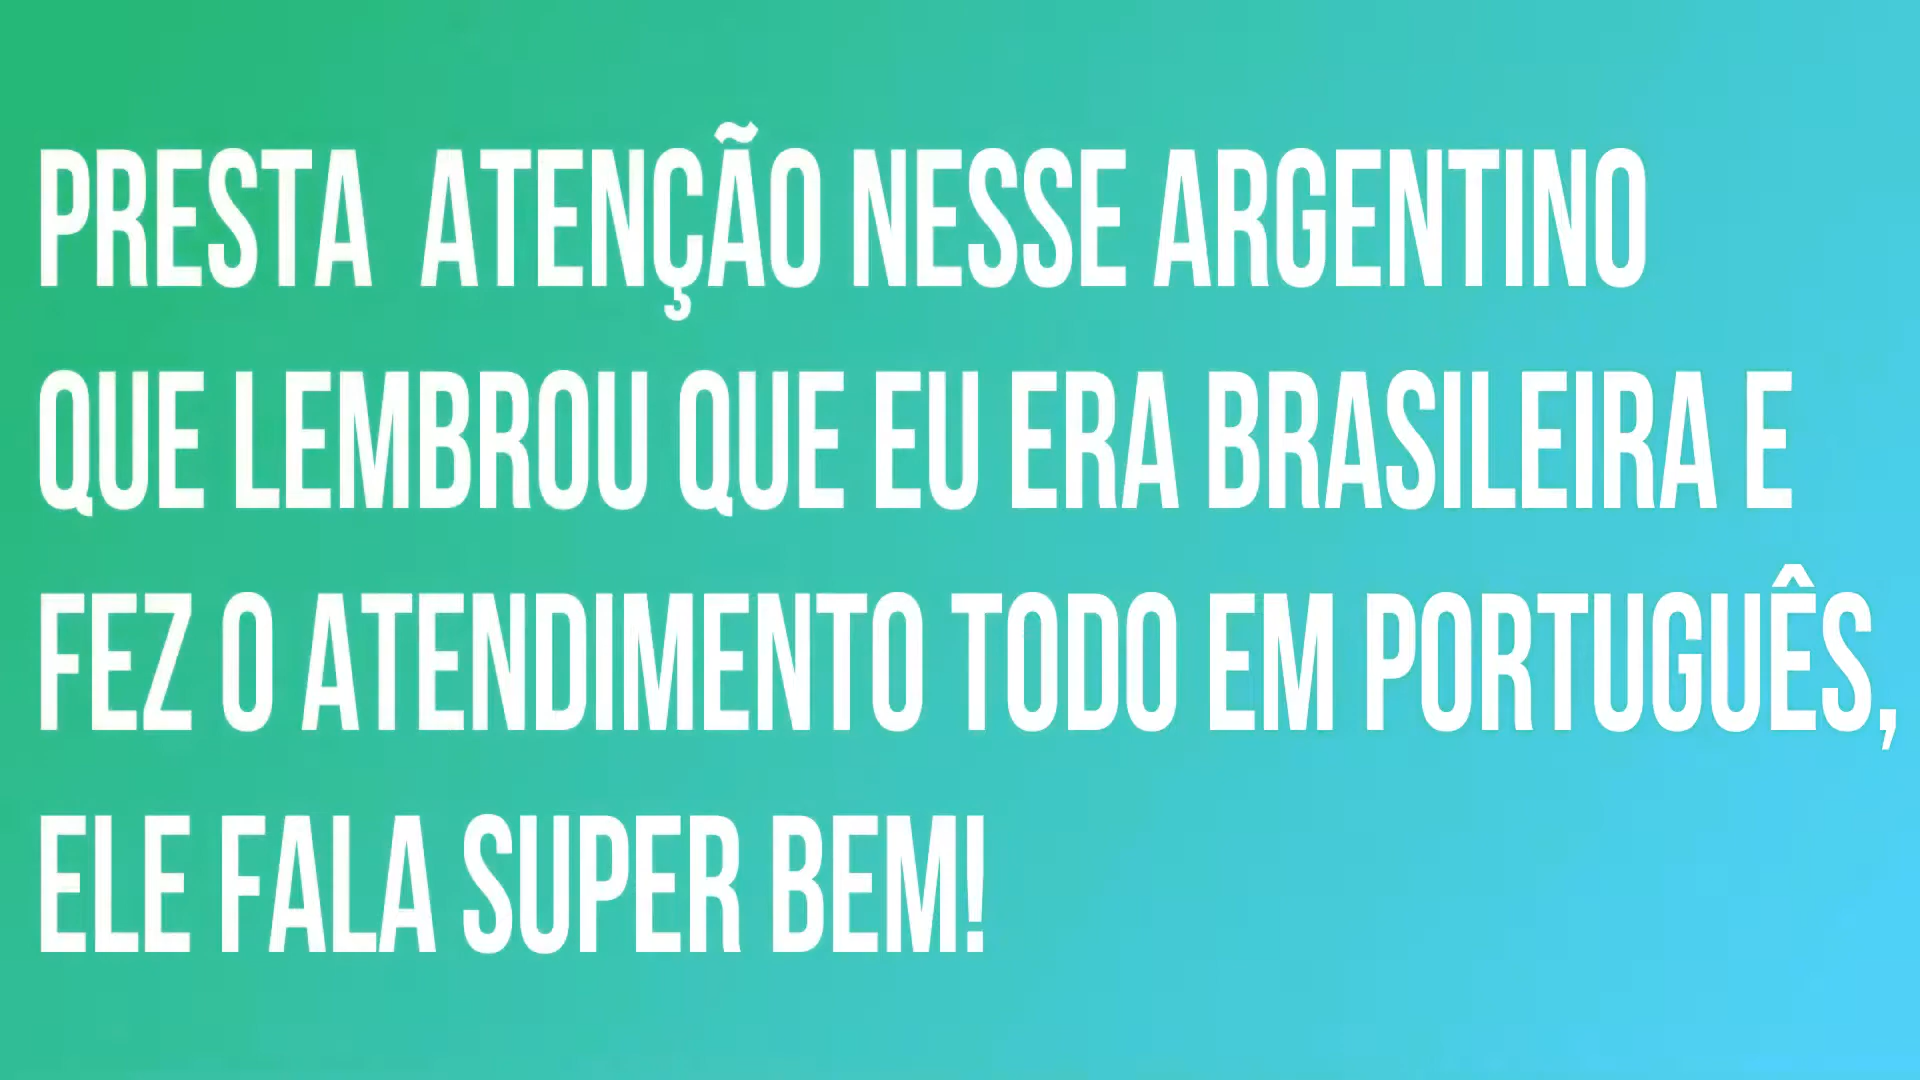 PRESTA  ATENÇÃO NESSE ARGENTINO
QUE LEMBROU QUE EU ERA BRASILEIRA E
FEZ O ATENDIMENTO TODO EM PORTUGUÊS,
ELE FALA SUPER BEM!